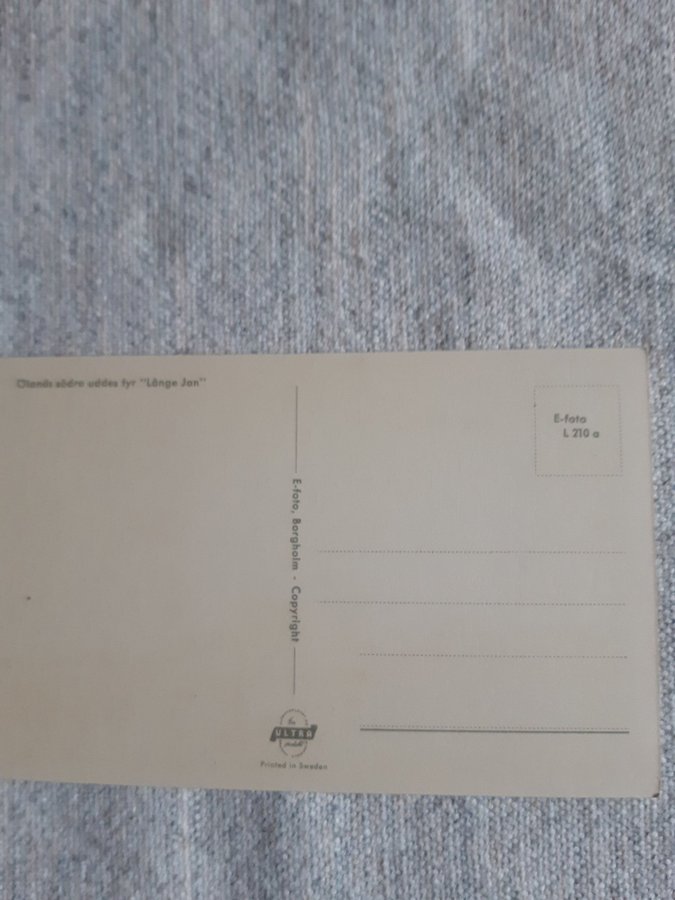 Ölands södra uddes fyr "Långe Jan"
E-foto
L 210 a
E-foto, Borgholm - Copyright
ULTRA
Printed in Sweden